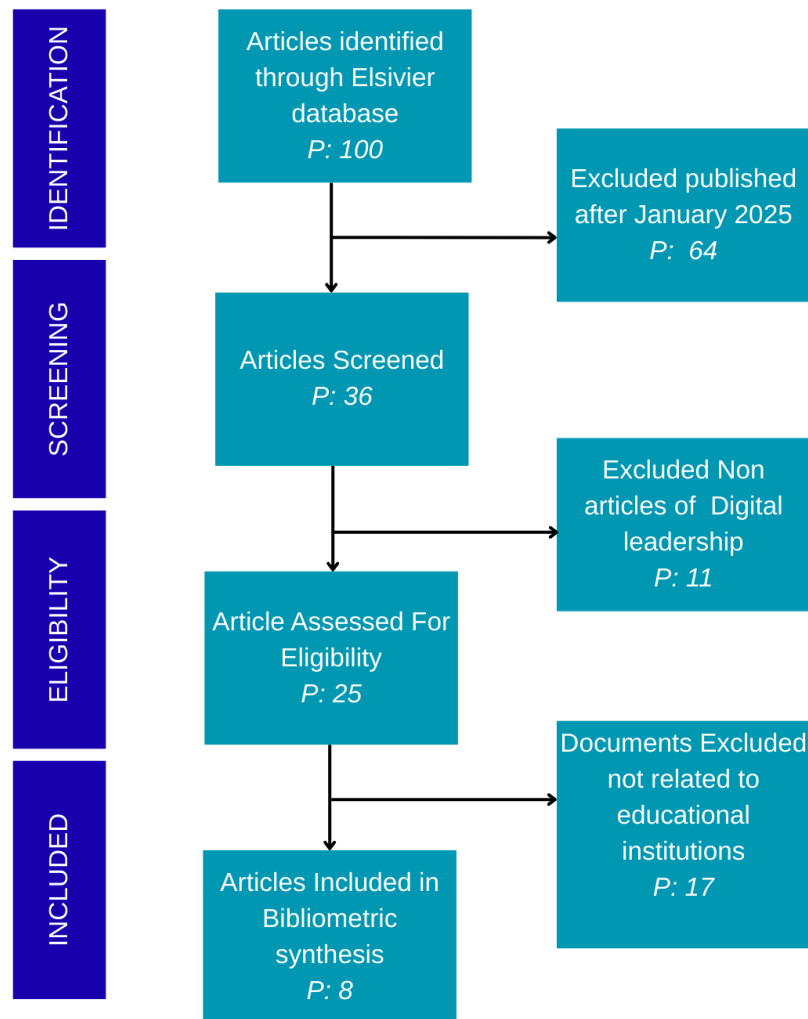 IDENTIFICATION
Articles identified
through Elsivier
database
P: 100
Excluded published
after January 2025
P: 64
SCREENING
Articles Screened
P: 36
Excluded Non
articles of Digital
leadership
P: 11
ELIGIBILITY
Article Assessed For
Eligibility
P: 25
Documents Excluded
not related to
educational
institutions
P: 17
INCLUDED
Articles Included in
Bibliometric
synthesis
P: 8